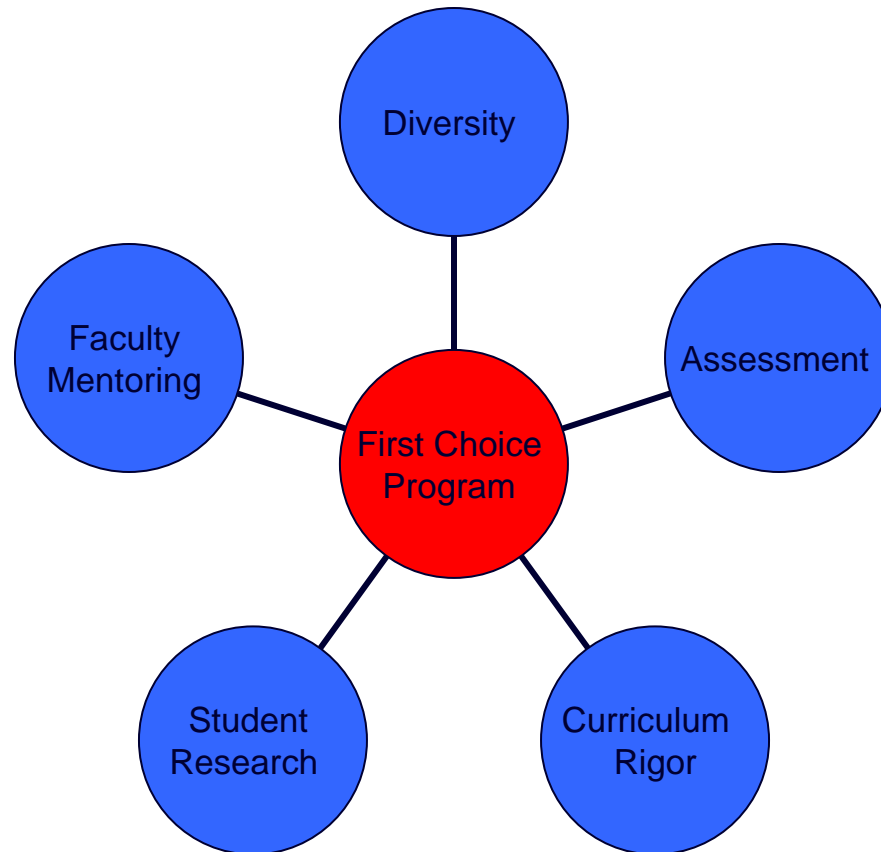 Diversity
Faculty
Mentoring
Assessment
First Choice
Program
Student
Research
Curriculum
Rigor